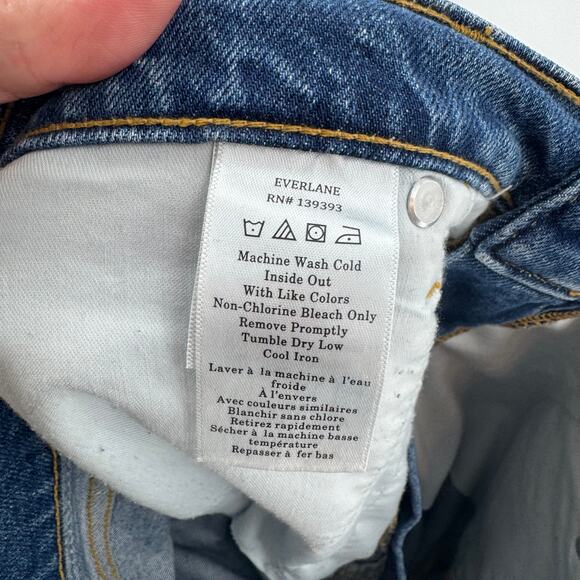 EVERLANE
RN# 139393
Machine Wash Cold
Inside Out
With Like Colors
Non-Chlorine Bleach Only
Remove Promptly
Tumble Dry Low
Cool Iron
Laver à la machine à l'eau
froide
À l'envers
Avec couleurs similaires
Blanchir sans chlore
Retirez rapidement
Sécher à la machine basse
température
Repasser à fer bas